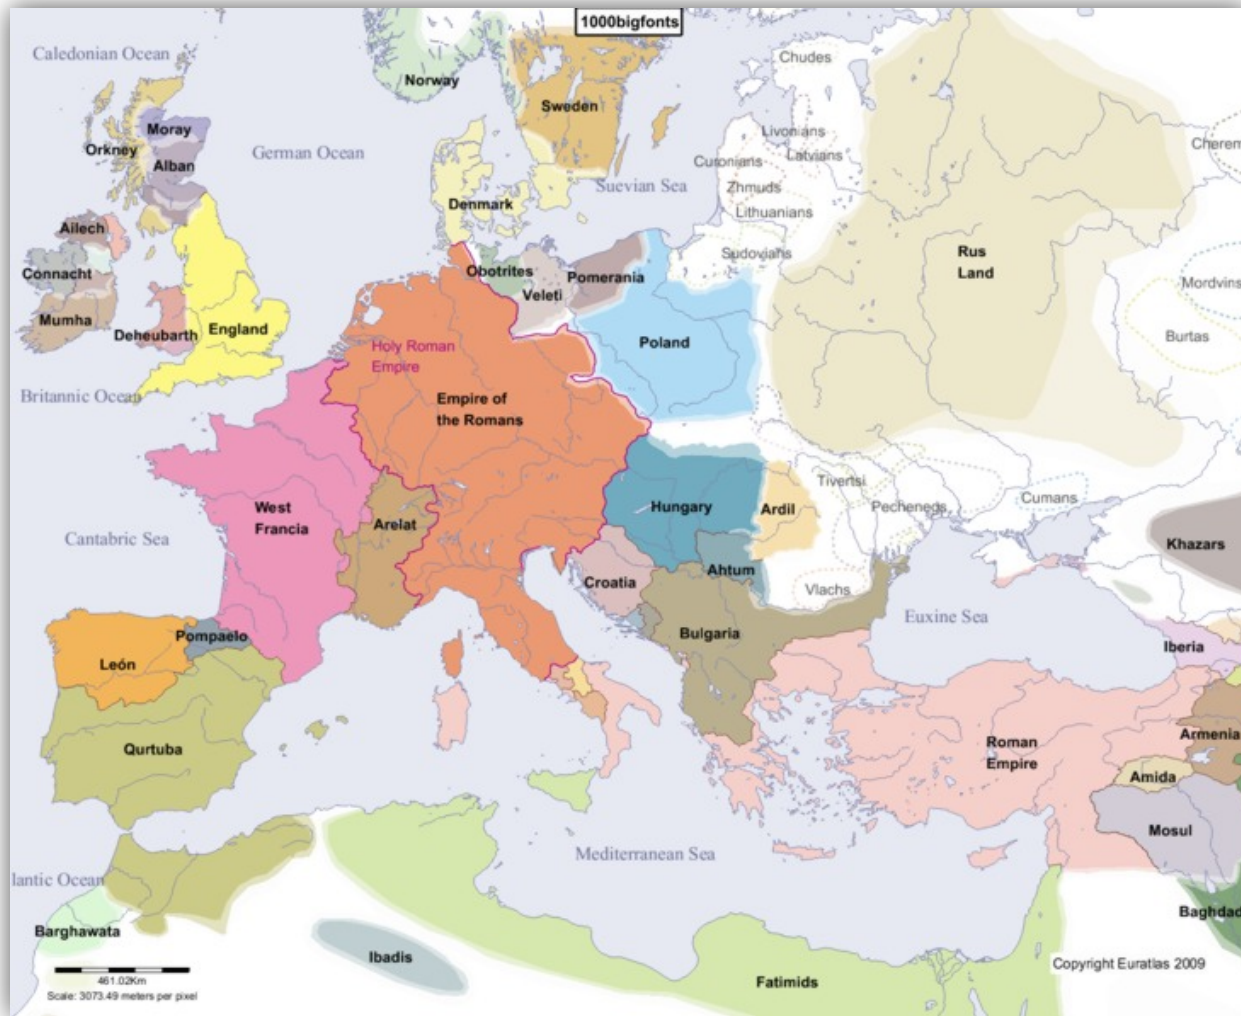 1000bigfonts
Caledonian Ocean
Norway
Sweden
Chudes
Moray
Orkney
Alban
German Ocean
Livonians
Latvians
Curonians
Cherem
Zhmuds
Suevian Sea
Lithuanians
Denmark
Ailech
Sudovians
Rus
Land
Connacht
Obotrites
Veleti
Pomerania
Mordvins
Mumha
Deheubarth
England
Poland
Burtas
Holy Roman
Empire
Britannic Ocean
Empire of
the Romans
West
Francia
Arelat
Hungary
Ardil
Tivertsi
Pecheneds
Cumans
Cantabric Sea
Khazars
Croatia
Ahtum
Vlachs
Euxine Sea
Pompaelo
León
Bulgaria
Iberia
Qurtuba
Roman
Empire
Armenia
Amida
Mosul
Mediterranean Sea
lantic Ocean
Barghawata
Baghdad
Ibadis
Fatimids
Copyright Euratlas 2009
461.02Km
Scale: 3073.49 meters per pixel